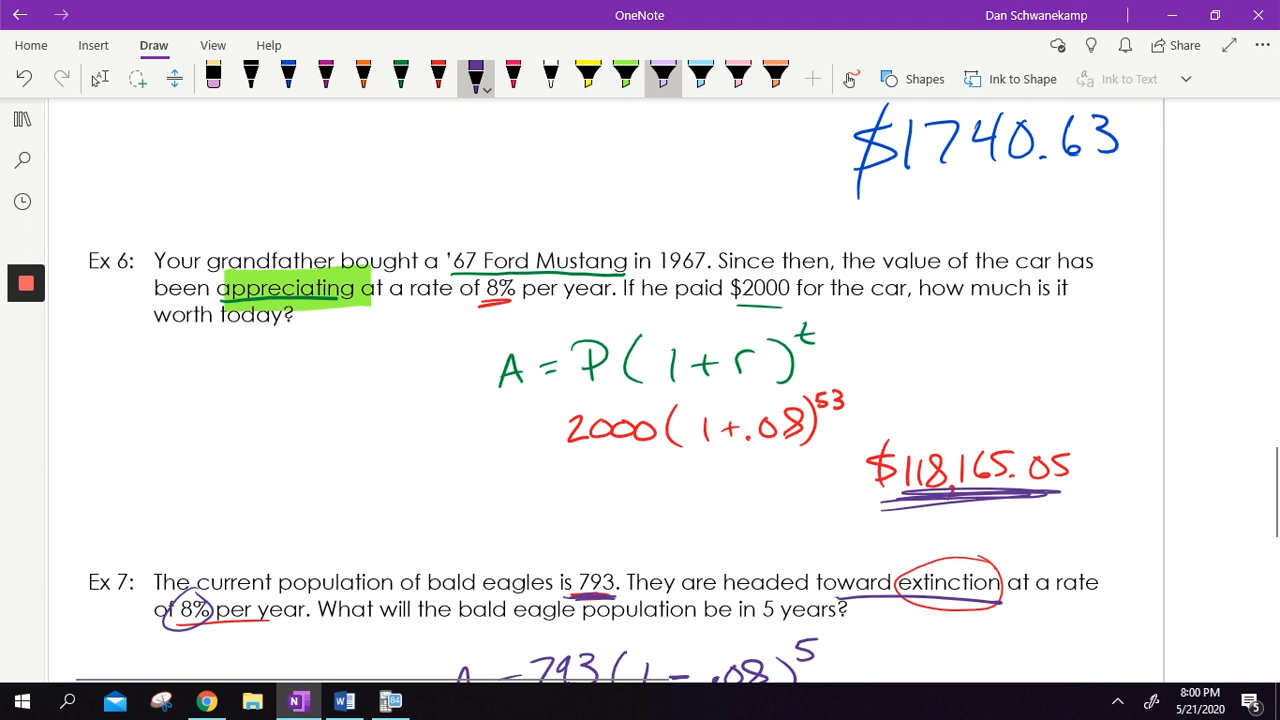 OneNote
Dan Schwanekamp
Home Insert Draw View Help
Share
Shapes Ink to Shape Ink to Text
$1740.63
Ex 6: Your grandfather bought a '67 Ford Mustang in 1967. Since then, the value of the car has
been appreciating at a rate of 8% per year. If he paid $2000 for the car, how much is it
worth today?
A = P(1+r)^t
2000(1+.08)^53
$118,165.05
Ex 7: The current population of bald eagles is 793. They are headed toward extinction at a rate
of 8% per year. What will the bald eagle population be in 5 years?
A = 793(1-.08)^5
8:00 PM
5/21/2020
5